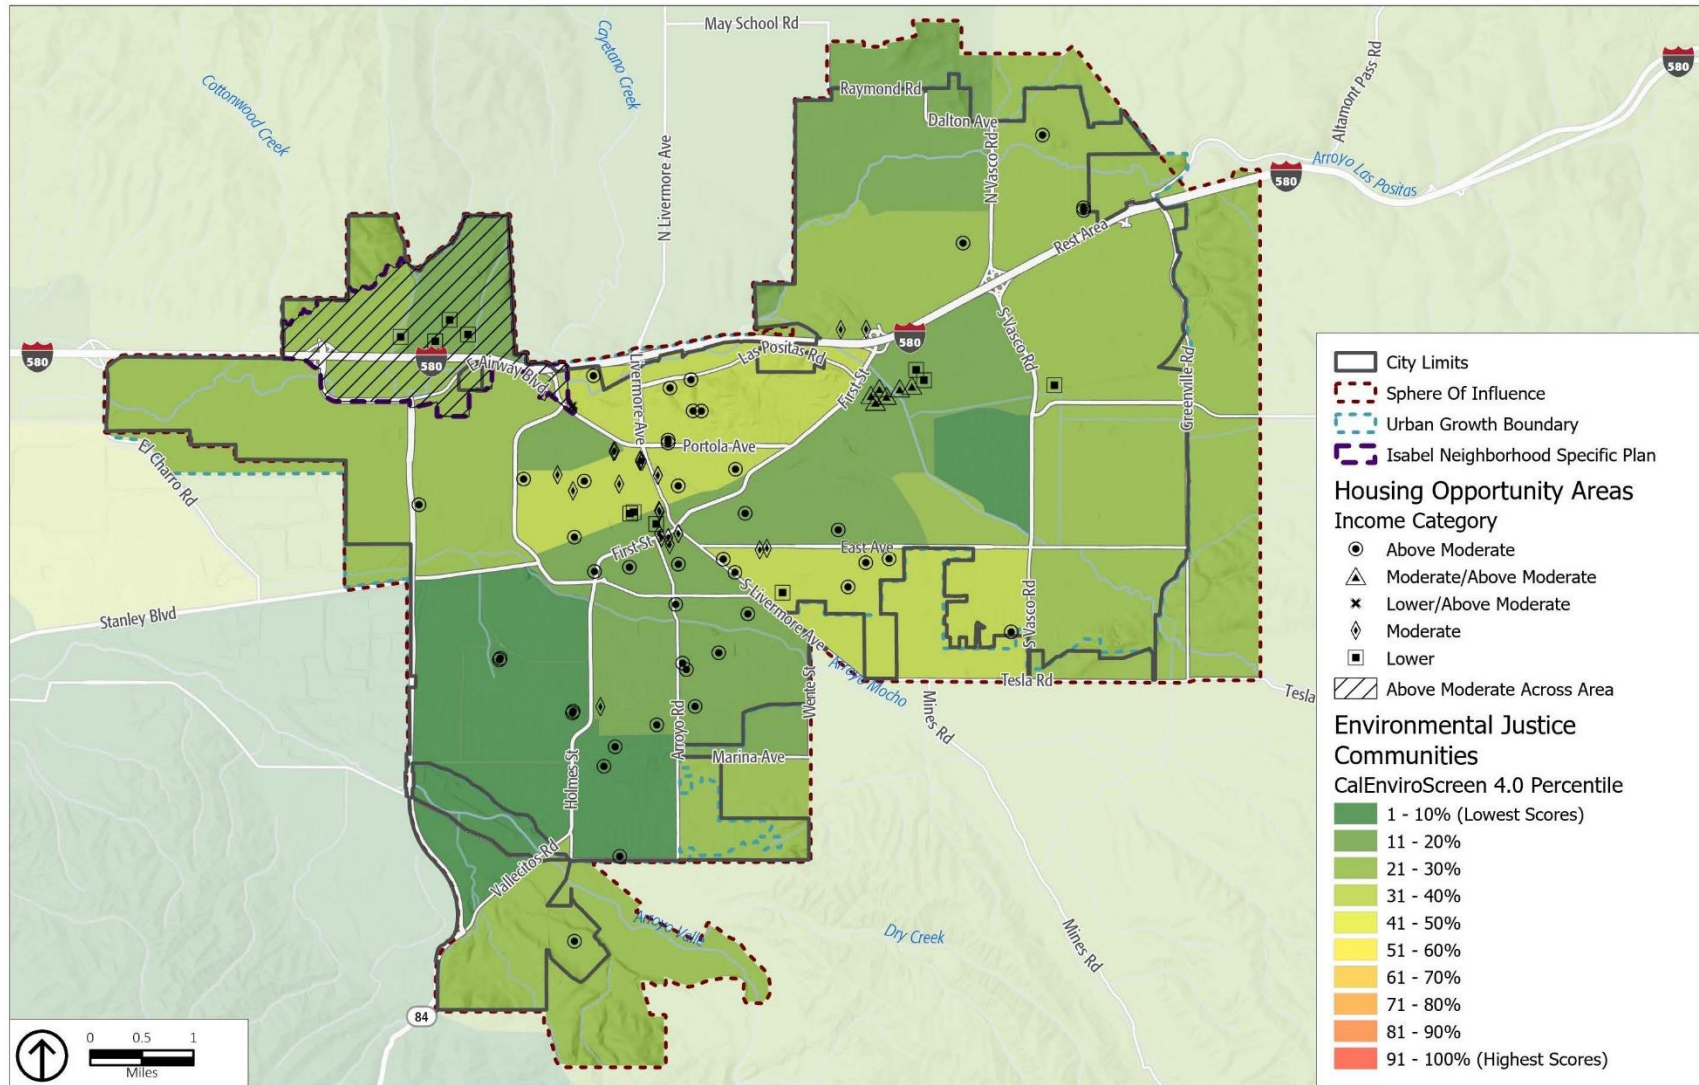 May School Rd
580
Cottonwood Creek
Cayetano Creek
N Livermore Ave
Raymond Rd
Dalton Ave
N Vasco Rd
Altamont Pass Rd
Arroyo Las Positas
580
Rest Area
580
580
E Airway Blvd
Livermore Ave
Las Positas Rd
580
First St
S Vasco Rd
Greenville Rd
El Charro Rd
Portola Ave
First St
East Ave
Stanley Blvd
S Livermore Ave
S Vasco Rd
Arroyo Mocho
Wente St
Mines Rd
Tesla Rd
Tesla
Holmes St
Arroyo Rd
Marina Ave
Vallecitos Rd
Arroyo Valle
Dry Creek
Mines Rd
84
0 0.5 1
Miles
City Limits
Sphere Of Influence
Urban Growth Boundary
Isabel Neighborhood Specific Plan
Housing Opportunity Areas
Income Category
Above Moderate
Moderate/Above Moderate
Lower/Above Moderate
Moderate
Lower
Above Moderate Across Area
Environmental Justice
Communities
CalEnviroScreen 4.0 Percentile
1 - 10% (Lowest Scores)
11 - 20%
21 - 30%
31 - 40%
41 - 50%
51 - 60%
61 - 70%
71 - 80%
81 - 90%
91 - 100% (Highest Scores)